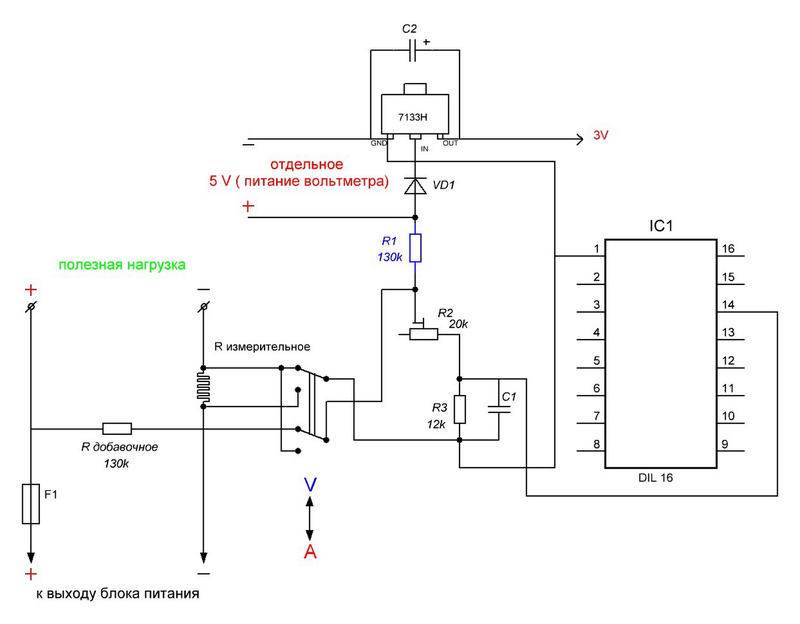 C2
+
7133H
GND
OUT
IN
3V
–
отдельное
5 V ( питание вольтметра)
+
VD1
R1
130k
IC1
полезная нагрузка
+
–
R измерительное
R2
20k
R3
12k
C1
R добавочное
130k
F1
V
A
+
–
к выходу блока питания
1
2
3
4
5
6
7
8
16
15
14
13
12
11
10
9
DIL 16